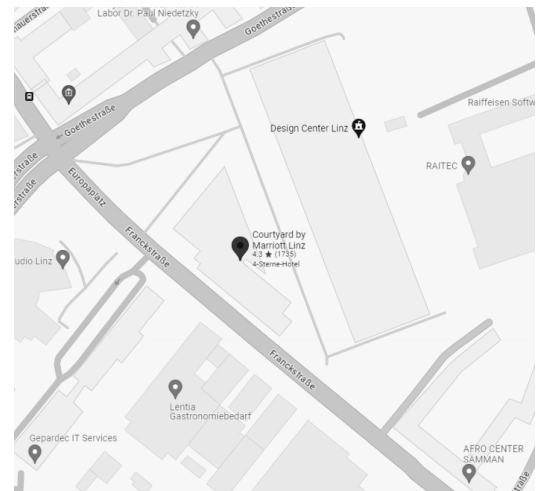 Labor Dr. Paul Niedetzky
Goethestraße
Goethestraße
Design Center Linz
Raiffeisen Softw
RAITEC
Europaplatz
Franckstraße
Courtyard by
Marriott Linz
4.3 ★ (1735)
4-Sterne-Hotel
udio Linz
Franckstraße
Lentia
Gastronomiebedarf
Gepardec IT Services
AFRO CENTER
SAMMAN